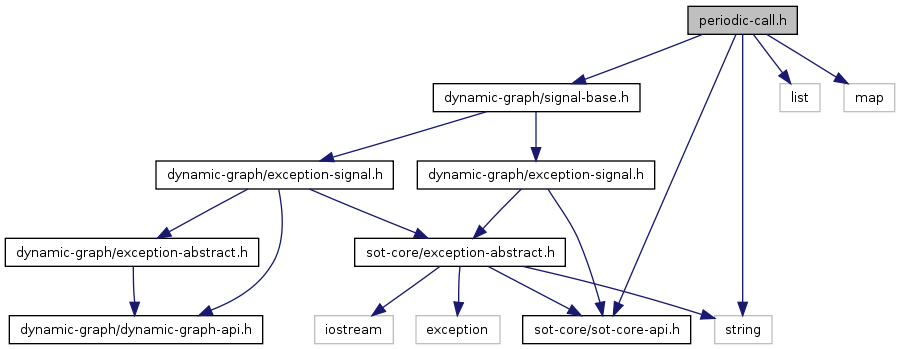 periodic-call.h
dynamic-graph/signal-base.h
list
map
dynamic-graph/exception-signal.h
dynamic-graph/exception-signal.h
dynamic-graph/exception-abstract.h
sot-core/exception-abstract.h
dynamic-graph/dynamic-graph-api.h
iostream
exception
sot-core/sot-core-api.h
string